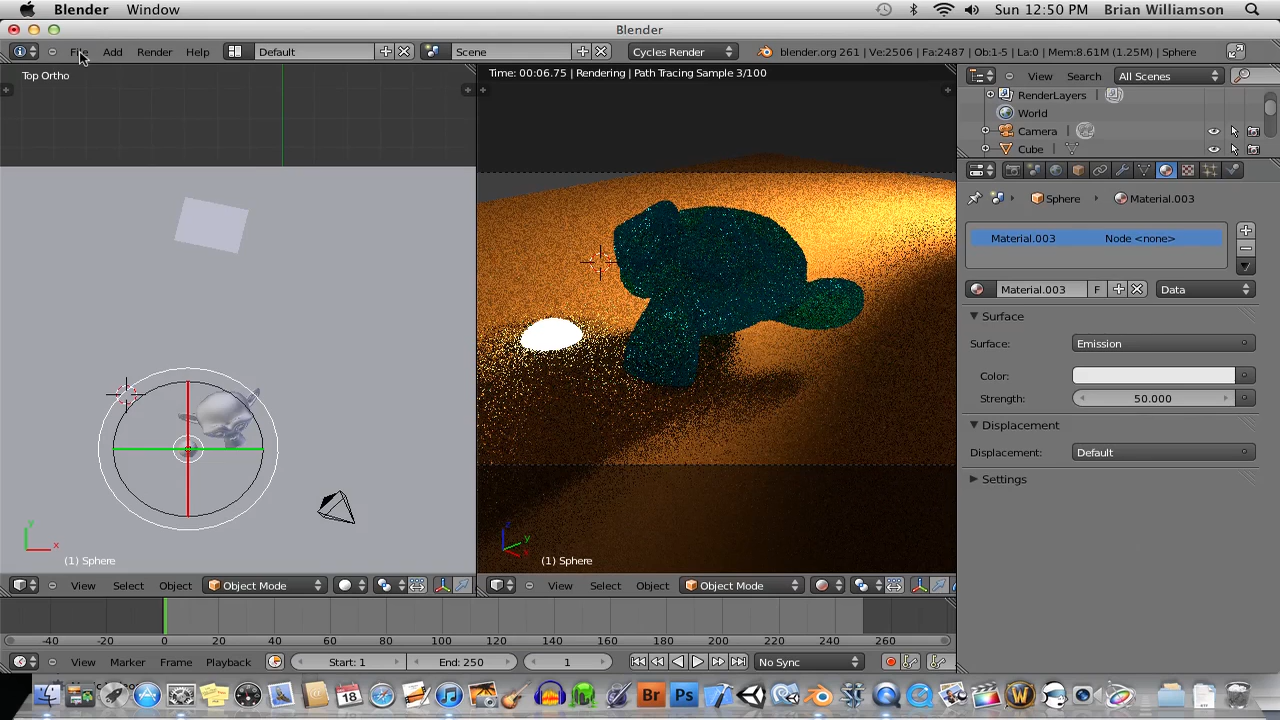 Blender Window Sun 12:50 PM Brian Williamson
Blender
File Add Render Help Default Scene Cycles Render blender.org 261 | Ve:2506 | Fa:2487 | Ob:1-5 | La:0 | Mem:8.61M (1.25M) | Sphere
Top Ortho
Time: 00:06.75 | Rendering | Path Tracing Sample 3/100
View Search All Scenes
RenderLayers
World
Camera
Cube
Sphere Material.003
Material.003 Node <none>
Material.003 F Data
Surface
Surface: Emission
Color:
Strength: 50.000
Displacement
Displacement: Default
Settings
y
x
(1) Sphere
z
y
x
(1) Sphere
View Select Object Object Mode
View Select Object Object Mode
-40 -20 0 20 40 60 80 100 120 140 160 180 200 220 240 260
View Marker Frame Playback Start: 1 End: 250 1 No Sync
18
Br
Ps
W